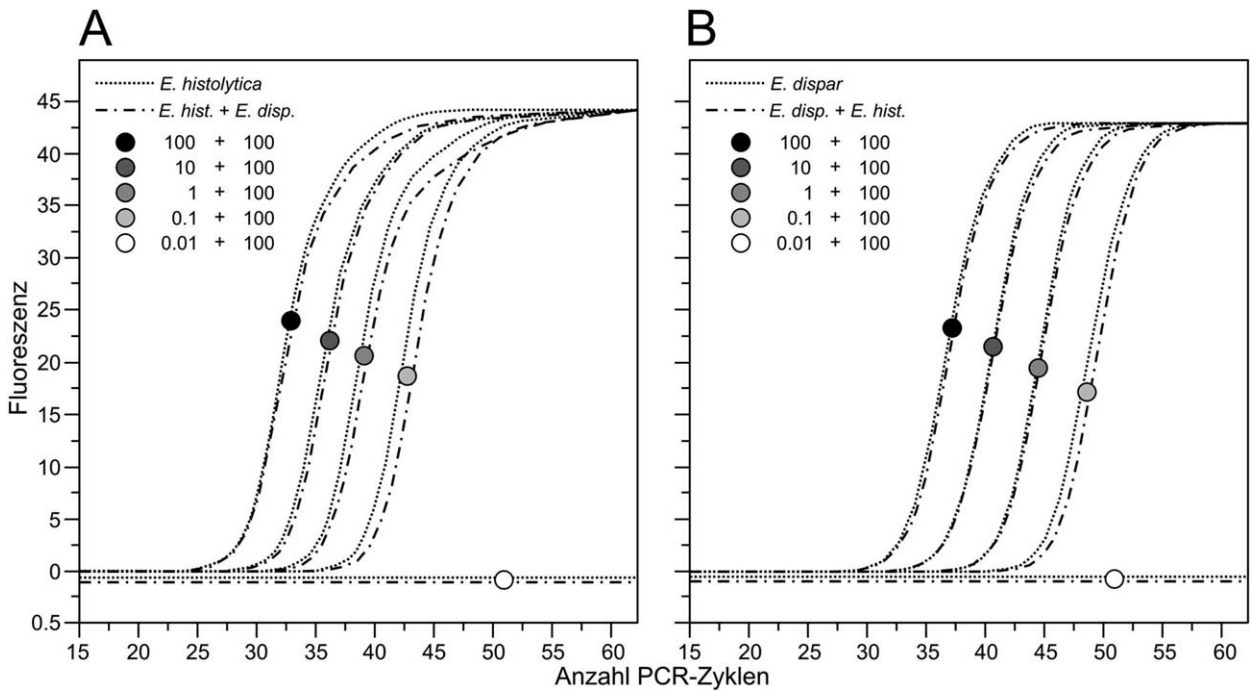 A
B
E. histolytica
E. hist. + E. disp.
100 + 100
10 + 100
1 + 100
0.1 + 100
0.01 + 100
E. dispar
E. disp. + E. hist.
100 + 100
10 + 100
1 + 100
0.1 + 100
0.01 + 100
Fluoreszenz
45
40
35
30
25
20
15
10
5
0
0.5
15 20 25 30 35 40 45 50 55 60
15 20 25 30 35 40 45 50 55 60
Anzahl PCR-Zyklen